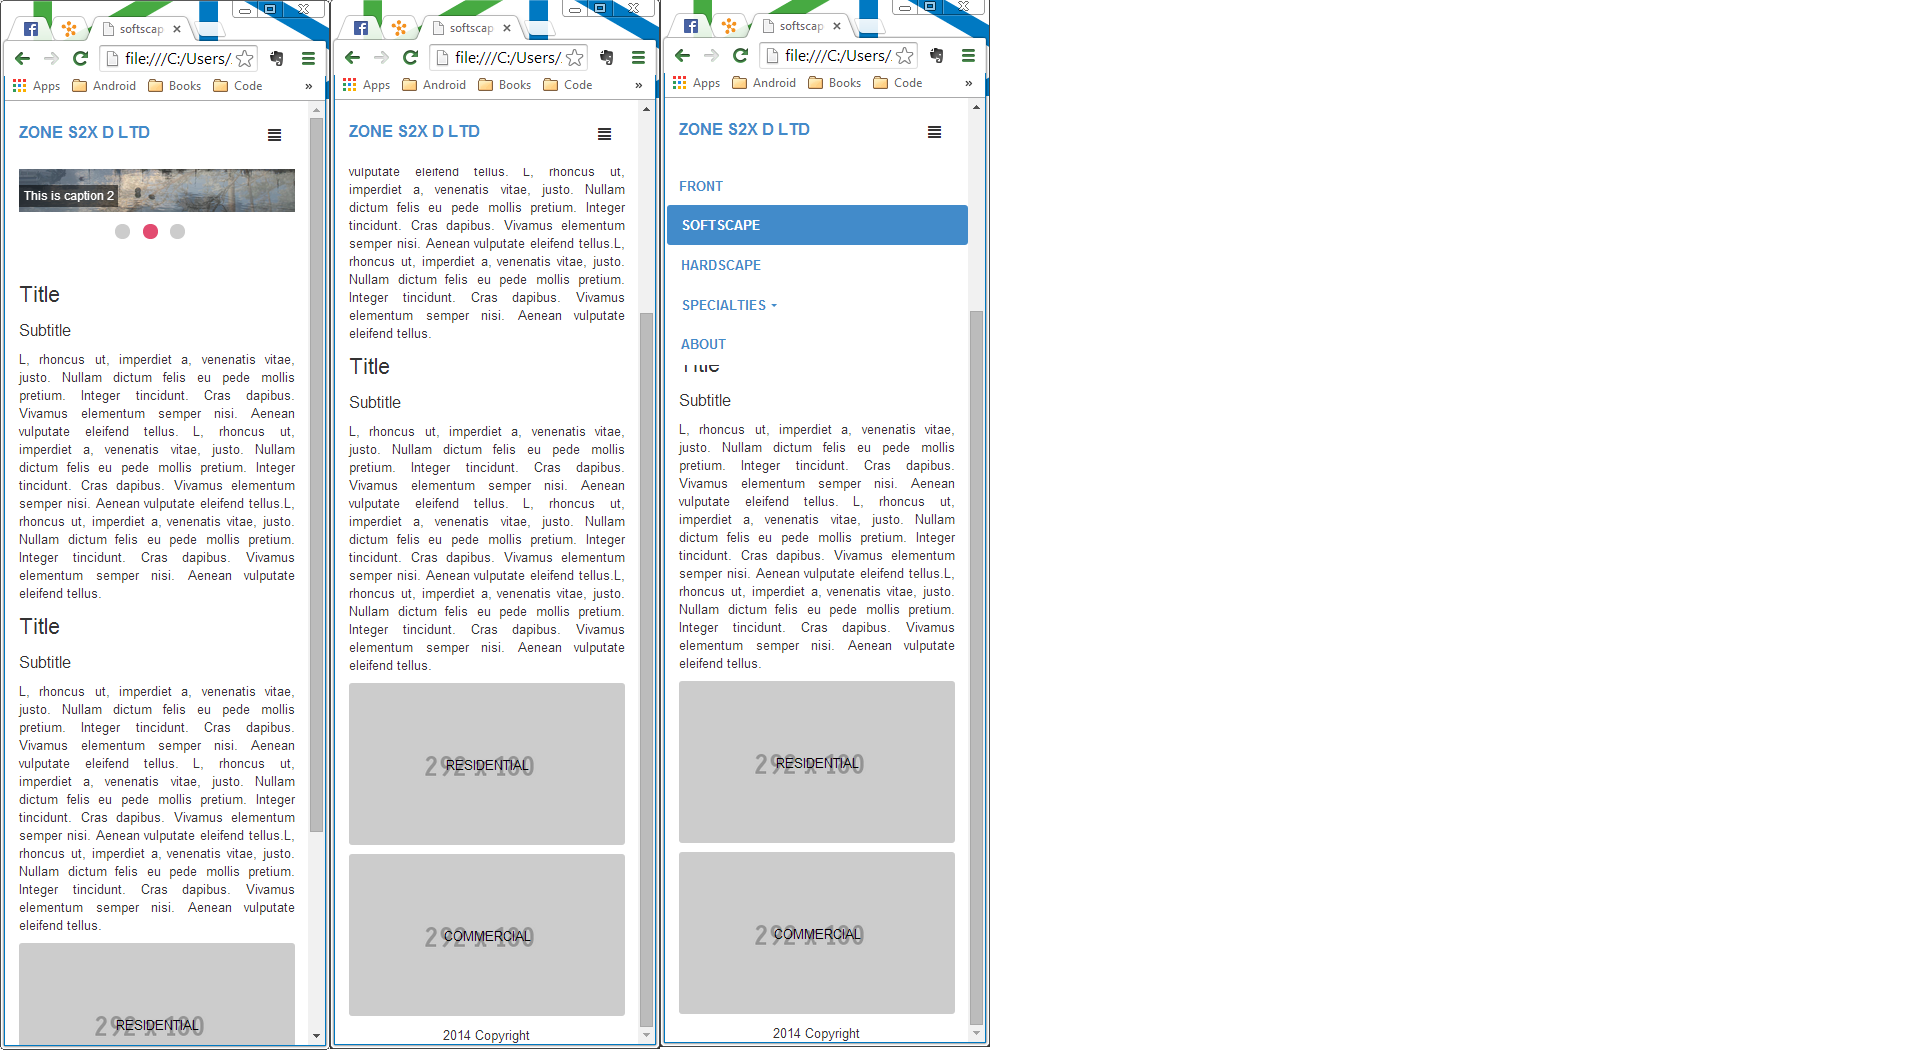 softscap
file:///C:/Users/
Apps Android Books Code »
ZONE S2X D LTD
This is caption 2
Title
Subtitle
L, rhoncus ut, imperdiet a, venenatis vitae,
justo. Nullam dictum felis eu pede mollis
pretium. Integer tincidunt. Cras dapibus.
Vivamus elementum semper nisi. Aenean
vulputate eleifend tellus. L, rhoncus ut,
imperdiet a, venenatis vitae, justo. Nullam
dictum felis eu pede mollis pretium. Integer
tincidunt. Cras dapibus. Vivamus elementum
semper nisi. Aenean vulputate eleifend tellus.L,
rhoncus ut, imperdiet a, venenatis vitae, justo.
Nullam dictum felis eu pede mollis pretium.
Integer tincidunt. Cras dapibus. Vivamus
elementum semper nisi. Aenean vulputate
eleifend tellus.
Title
Subtitle
L, rhoncus ut, imperdiet a, venenatis vitae,
justo. Nullam dictum felis eu pede mollis
pretium. Integer tincidunt. Cras dapibus.
Vivamus elementum semper nisi. Aenean
vulputate eleifend tellus. L, rhoncus ut,
imperdiet a, venenatis vitae, justo. Nullam
dictum felis eu pede mollis pretium. Integer
tincidunt. Cras dapibus. Vivamus elementum
semper nisi. Aenean vulputate eleifend tellus.L,
rhoncus ut, imperdiet a, venenatis vitae, justo.
Nullam dictum felis eu pede mollis pretium.
Integer tincidunt. Cras dapibus. Vivamus
elementum semper nisi. Aenean vulputate
eleifend tellus.
292 x 180
RESIDENTIAL
softscap
file:///C:/Users/
Apps Android Books Code »
ZONE S2X D LTD
vulputate eleifend tellus. L, rhoncus ut,
imperdiet a, venenatis vitae, justo. Nullam
dictum felis eu pede mollis pretium. Integer
tincidunt. Cras dapibus. Vivamus elementum
semper nisi. Aenean vulputate eleifend tellus.L,
rhoncus ut, imperdiet a, venenatis vitae, justo.
Nullam dictum felis eu pede mollis pretium.
Integer tincidunt. Cras dapibus. Vivamus
elementum semper nisi. Aenean vulputate
eleifend tellus.
Title
Subtitle
L, rhoncus ut, imperdiet a, venenatis vitae,
justo. Nullam dictum felis eu pede mollis
pretium. Integer tincidunt. Cras dapibus.
Vivamus elementum semper nisi. Aenean
vulputate eleifend tellus. L, rhoncus ut,
imperdiet a, venenatis vitae, justo. Nullam
dictum felis eu pede mollis pretium. Integer
tincidunt. Cras dapibus. Vivamus elementum
semper nisi. Aenean vulputate eleifend tellus.L,
rhoncus ut, imperdiet a, venenatis vitae, justo.
Nullam dictum felis eu pede mollis pretium.
Integer tincidunt. Cras dapibus. Vivamus
elementum semper nisi. Aenean vulputate
eleifend tellus.
292 x 180
RESIDENTIAL
292 x 180
COMMERCIAL
2014 Copyright
softscap
file:///C:/Users/
Apps Android Books Code »
ZONE S2X D LTD
FRONT
SOFTSCAPE
HARDSCAPE
SPECIALTIES
ABOUT
Title
Subtitle
L, rhoncus ut, imperdiet a, venenatis vitae,
justo. Nullam dictum felis eu pede mollis
pretium. Integer tincidunt. Cras dapibus.
Vivamus elementum semper nisi. Aenean
vulputate eleifend tellus. L, rhoncus ut,
imperdiet a, venenatis vitae, justo. Nullam
dictum felis eu pede mollis pretium. Integer
tincidunt. Cras dapibus. Vivamus elementum
semper nisi. Aenean vulputate eleifend tellus.L,
rhoncus ut, imperdiet a, venenatis vitae, justo.
Nullam dictum felis eu pede mollis pretium.
Integer tincidunt. Cras dapibus. Vivamus
elementum semper nisi. Aenean vulputate
eleifend tellus.
292 x 180
RESIDENTIAL
292 x 180
COMMERCIAL
2014 Copyright